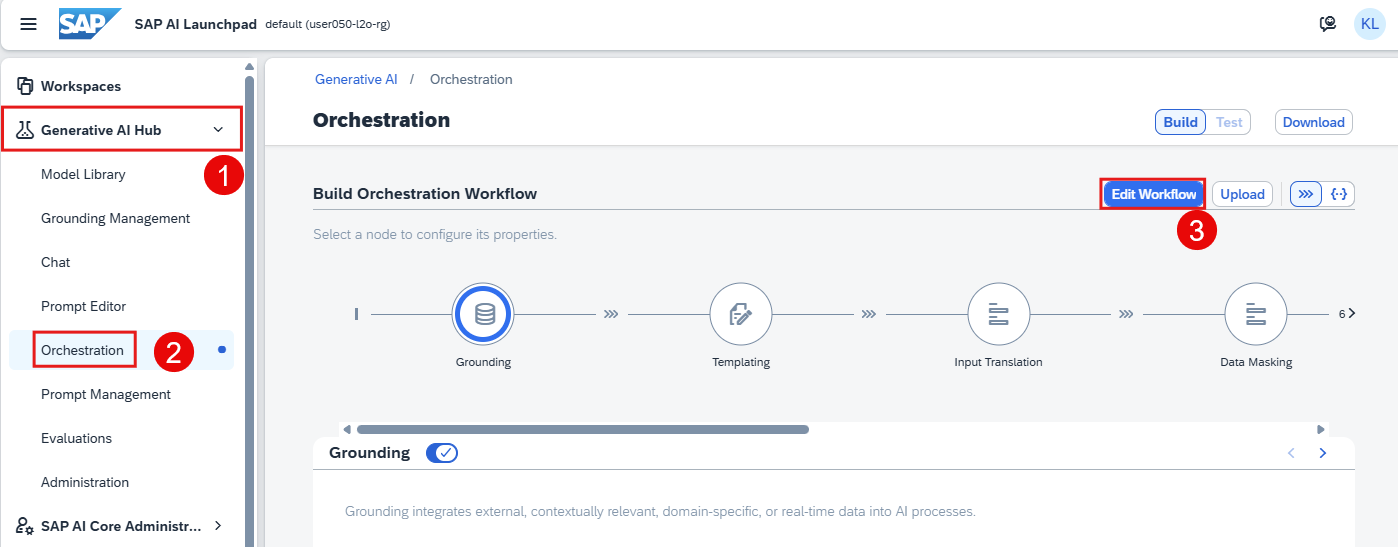 SAP SAP AI Launchpad default (user050-l2o-rg) KL
Workspaces
Generative AI Hub
1
Model Library
Grounding Management
Chat
Prompt Editor
Orchestration 2
Prompt Management
Evaluations
Administration
SAP AI Core Administr...
Generative AI / Orchestration
Orchestration
Build Test Download
Build Orchestration Workflow
Edit Workflow Upload
3
Select a node to configure its properties.
6
Grounding Templating Input Translation Data Masking
Grounding
Grounding integrates external, contextually relevant, domain-specific, or real-time data into AI processes.